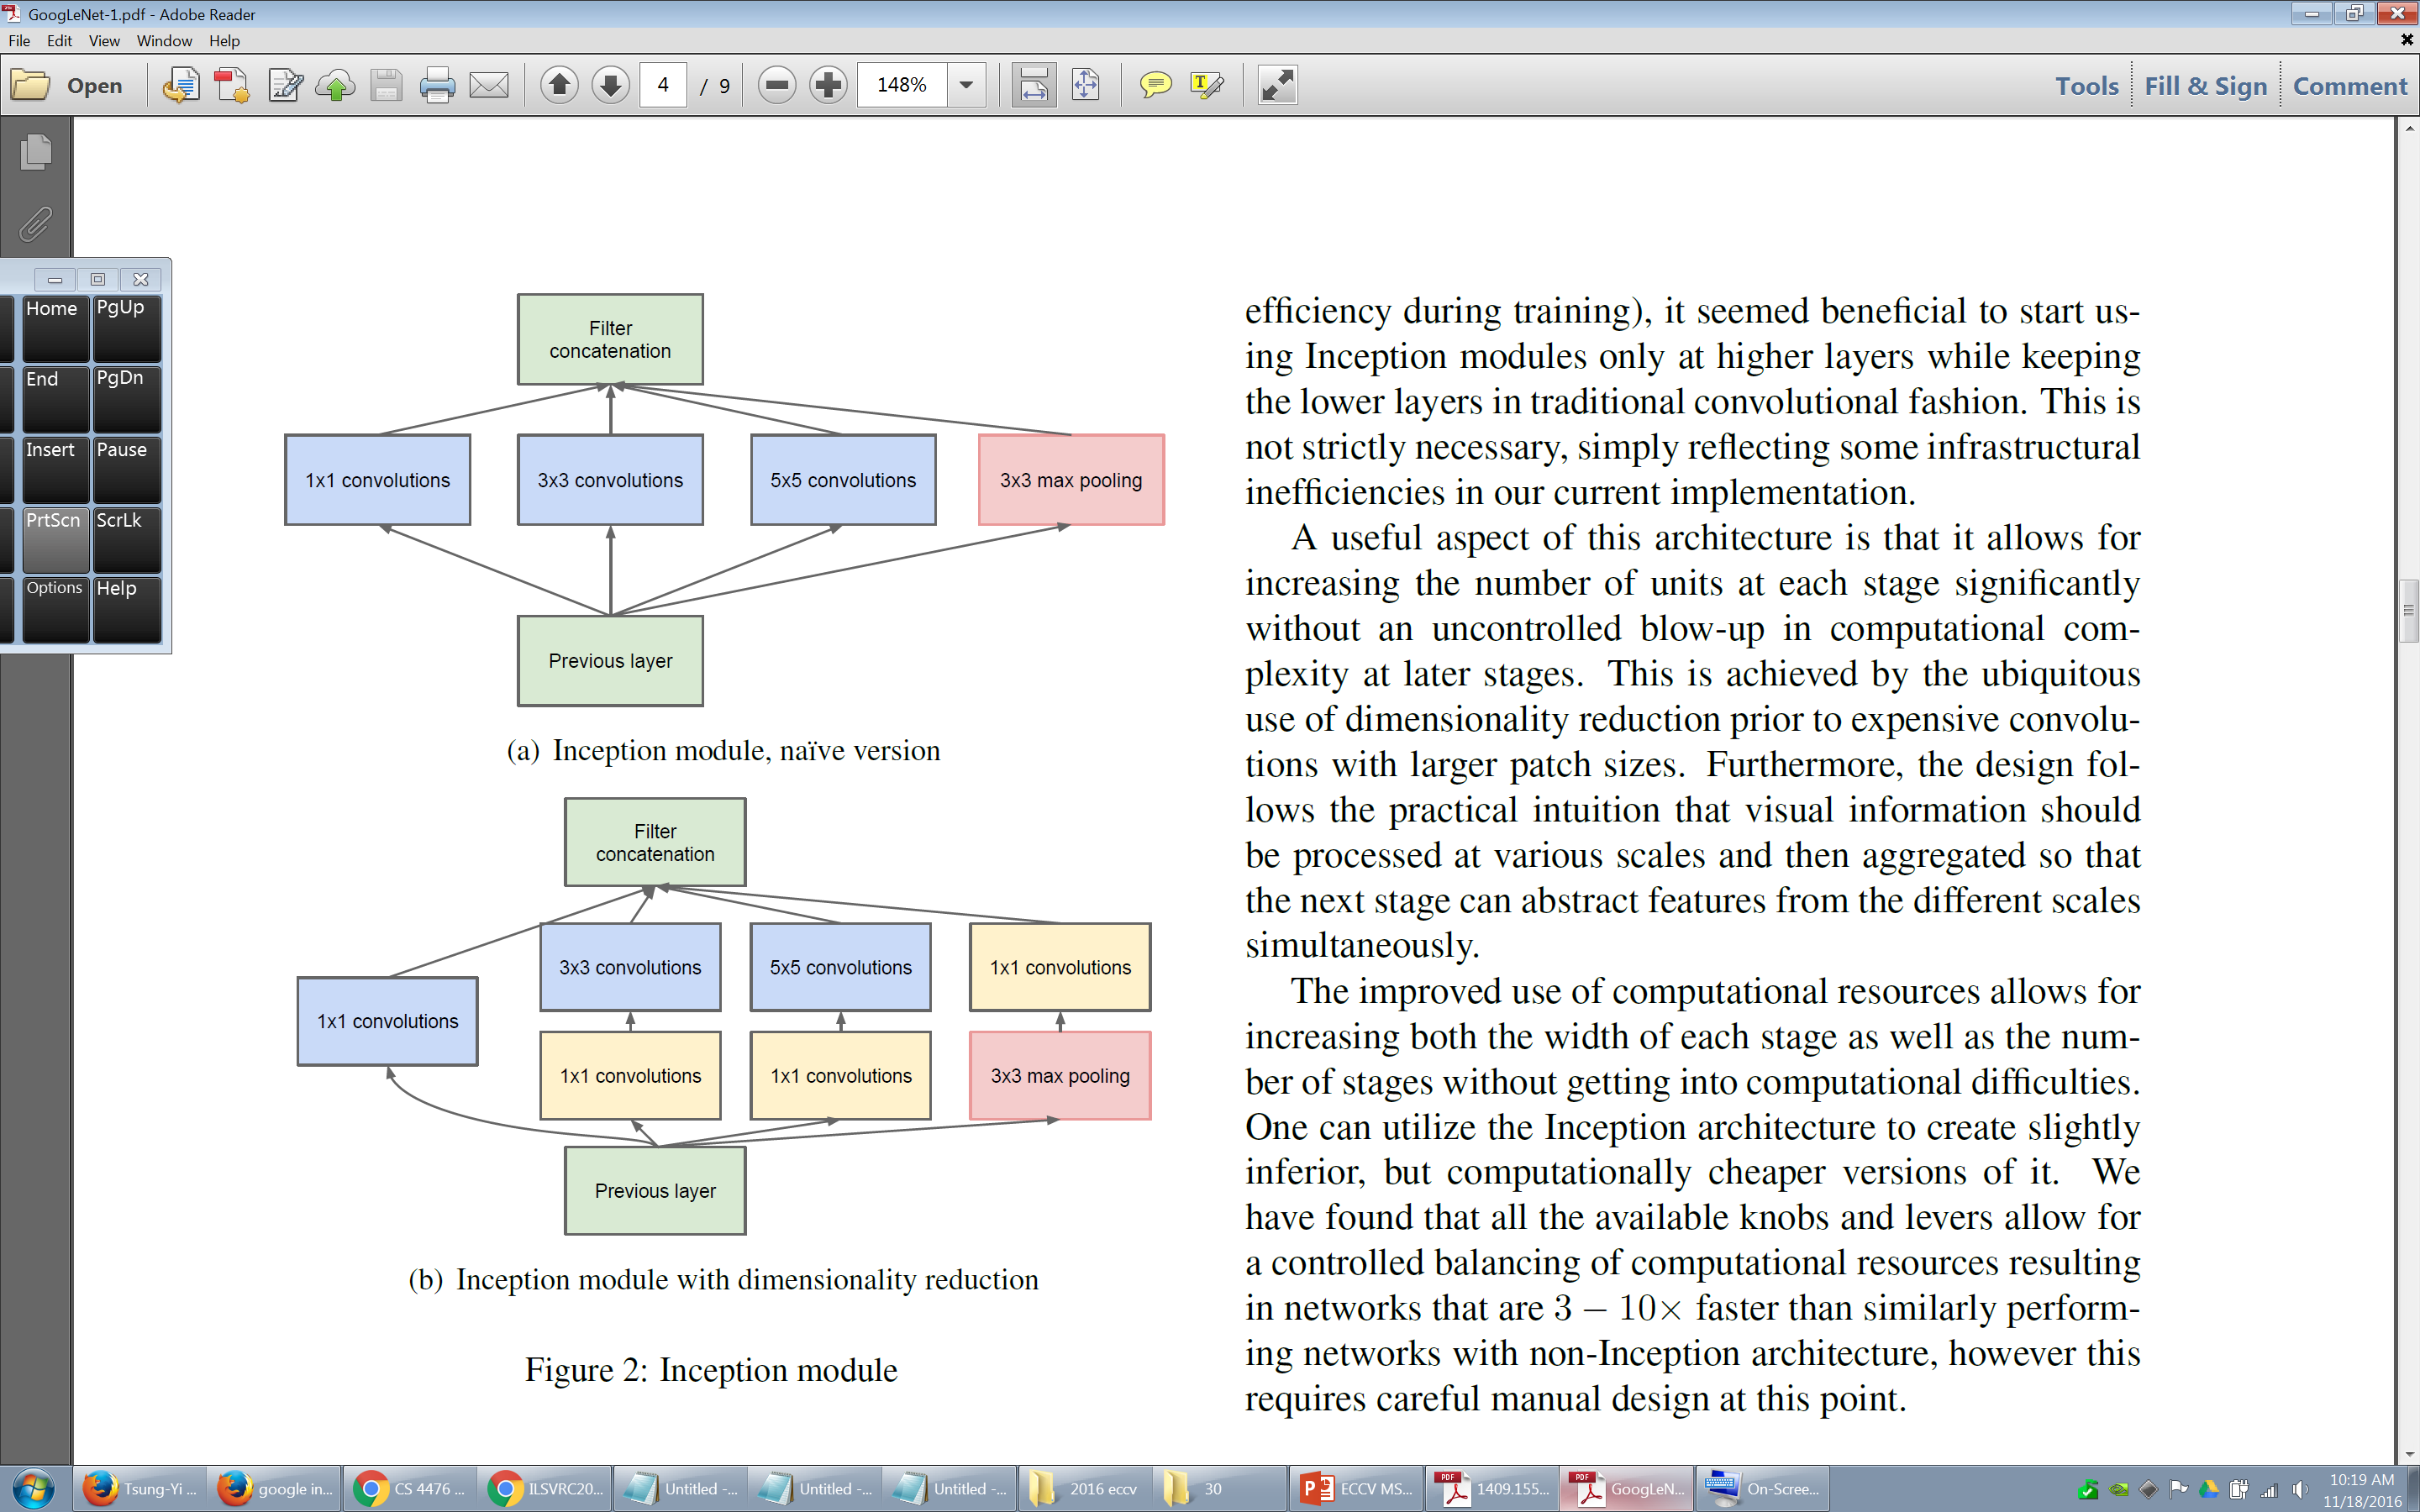 GoogLeNet-1.pdf - Adobe Reader
File Edit View Window Help
Open
4 / 9
148%
Tools
Fill & Sign
Comment
Home PgUp
End PgDn
Insert Pause
PrtScn ScrLk
Options Help
Filter
concatenation
1x1 convolutions
3x3 convolutions
5x5 convolutions
3x3 max pooling
Previous layer
(a) Inception module, naïve version
Filter
concatenation
3x3 convolutions
5x5 convolutions
1x1 convolutions
1x1 convolutions
1x1 convolutions
1x1 convolutions
3x3 max pooling
Previous layer
(b) Inception module with dimensionality reduction
Figure 2: Inception module
efficiency during training), it seemed beneficial to start us-
ing Inception modules only at higher layers while keeping
the lower layers in traditional convolutional fashion. This is
not strictly necessary, simply reflecting some infrastructural
inefficiencies in our current implementation.
A useful aspect of this architecture is that it allows for
increasing the number of units at each stage significantly
without an uncontrolled blow-up in computational com-
plexity at later stages. This is achieved by the ubiquitous
use of dimensionality reduction prior to expensive convolu-
tions with larger patch sizes. Furthermore, the design fol-
lows the practical intuition that visual information should
be processed at various scales and then aggregated so that
the next stage can abstract features from the different scales
simultaneously.
The improved use of computational resources allows for
increasing both the width of each stage as well as the num-
ber of stages without getting into computational difficulties.
One can utilize the Inception architecture to create slightly
inferior, but computationally cheaper versions of it. We
have found that all the available knobs and levers allow for
a controlled balancing of computational resources resulting
in networks that are 3 – 10× faster than similarly perform-
ing networks with non-Inception architecture, however this
requires careful manual design at this point.
Tsung-Yi ...
google in...
CS 4476 ...
ILSVRC20...
Untitled -...
Untitled -...
Untitled -...
2016 eccv
30
ECCV MS...
1409.155...
GoogLeN...
On-Scree...
10:19 AM
11/18/2016